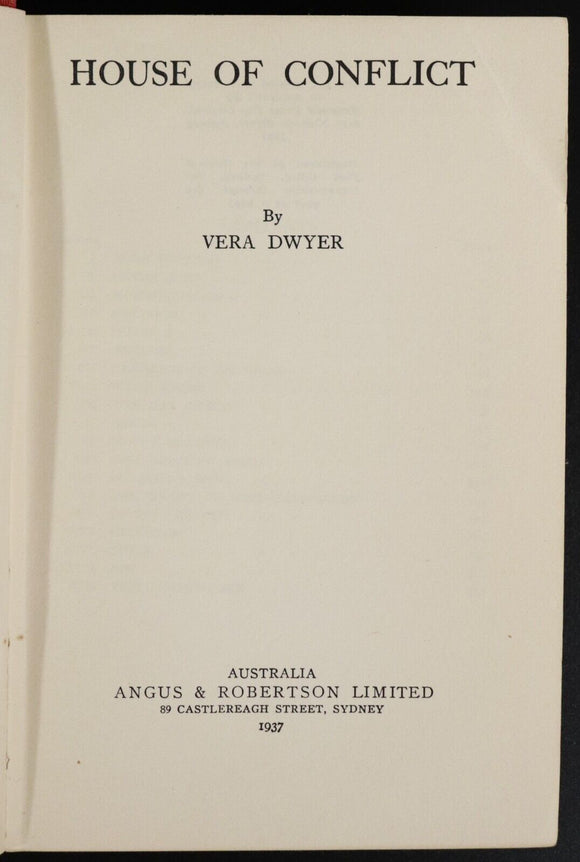 HOUSE OF CONFLICT
By
VERA DWYER
AUSTRALIA
ANGUS & ROBERTSON LIMITED
89 CASTLEREAGH STREET, SYDNEY
1937